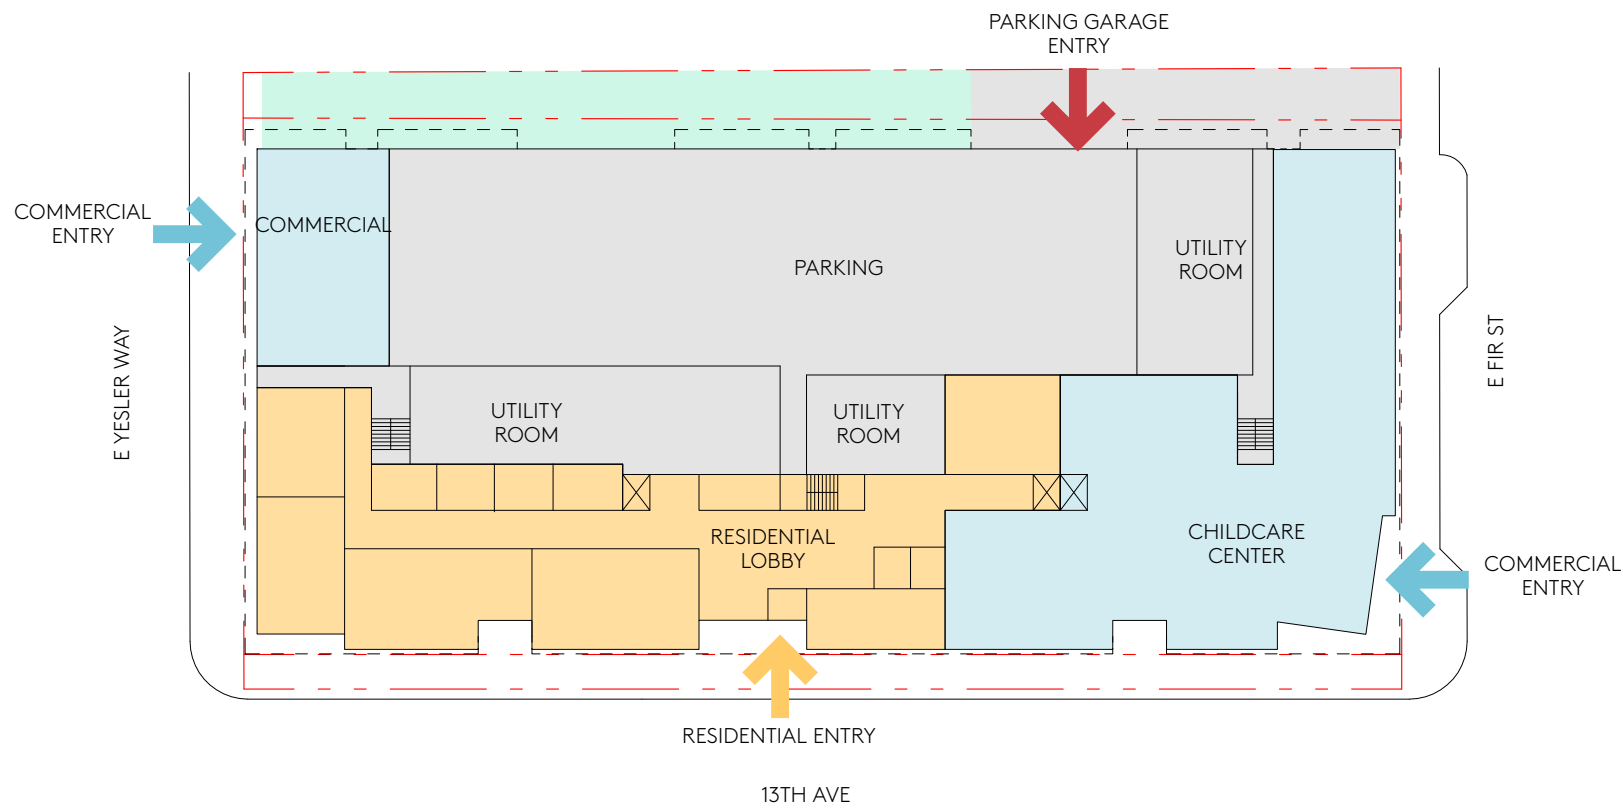 PARKING GARAGE
ENTRY
COMMERCIAL
ENTRY
COMMERCIAL
PARKING
UTILITY
ROOM
E YESLER WAY
E FIR ST
UTILITY
ROOM
UTILITY
ROOM
RESIDENTIAL
LOBBY
CHILDCARE
CENTER
COMMERCIAL
ENTRY
RESIDENTIAL ENTRY
13TH AVE